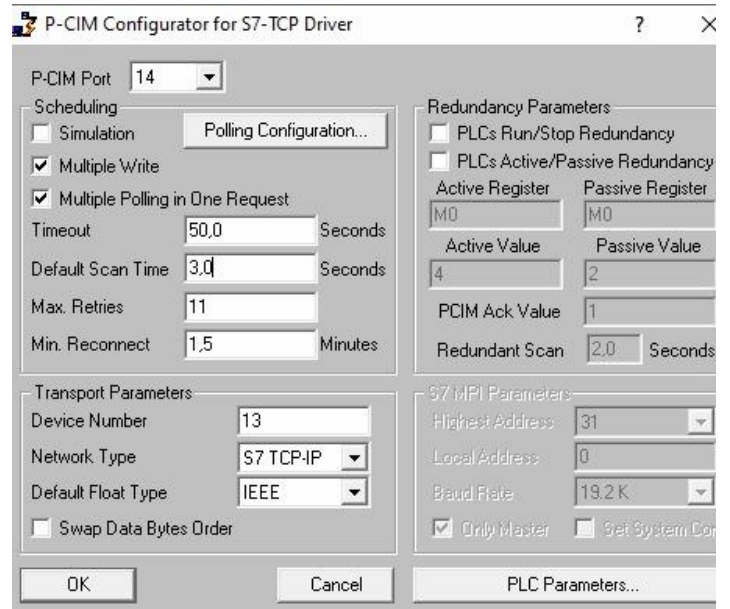 P-CIM Configurator for S7-TCP Driver ?
P-CIM Port 14
Scheduling
Simulation Polling Configuration...
Multiple Write
Multiple Polling in One Request
Timeout 50,0 Seconds
Default Scan Time 3,0 Seconds
Max. Retries 11
Min. Reconnect 1,5 Minutes
Redundancy Parameters
PLCs Run/Stop Redundancy
PLCs Active/Passive Redundancy
Active Register Passive Register
M0 M0
Active Value Passive Value
4 2
PCIM Ack Value 1
Redundant Scan 2,0 Seconds
Transport Parameters
Device Number 13
Network Type S7 TCP-IP
Default Float Type IEEE
Swap Data Bytes Order
S7 MPI Parameters
Highest Address 31
Local Address 0
Baud Rate 19.2 K
Only Master Set System Con
OK Cancel PLC Parameters...